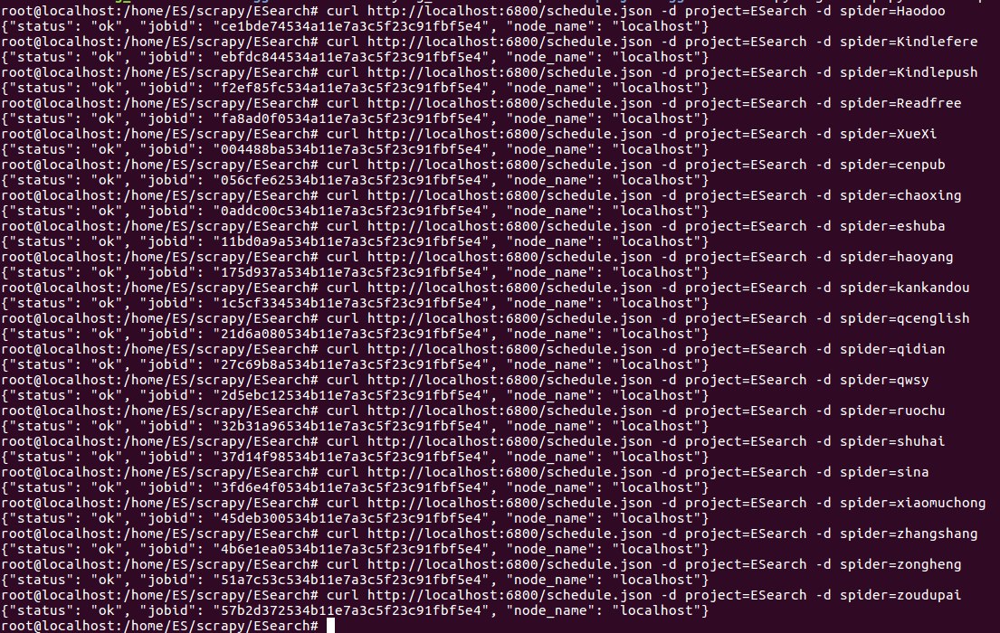 root@localhost:/home/ES/scrapy/ESearch# curl http://localhost:6800/schedule.json -d project=ESearch -d spider=Haodoo
{"status": "ok", "jobid": "ce1bde74534a11e7a3c5f23c91fbf5e4", "node_name": "localhost"}
root@localhost:/home/ES/scrapy/ESearch# curl http://localhost:6800/schedule.json -d project=ESearch -d spider=Kindlefere
{"status": "ok", "jobid": "ebfdc844534a11e7a3c5f23c91fbf5e4", "node_name": "localhost"}
root@localhost:/home/ES/scrapy/ESearch# curl http://localhost:6800/schedule.json -d project=ESearch -d spider=Kindlepush
{"status": "ok", "jobid": "f2ef85fc534a11e7a3c5f23c91fbf5e4", "node_name": "localhost"}
root@localhost:/home/ES/scrapy/ESearch# curl http://localhost:6800/schedule.json -d project=ESearch -d spider=Readfree
{"status": "ok", "jobid": "fa8ad0f0534a11e7a3c5f23c91fbf5e4", "node_name": "localhost"}
root@localhost:/home/ES/scrapy/ESearch# curl http://localhost:6800/schedule.json -d project=ESearch -d spider=XueXi
{"status": "ok", "jobid": "004488ba534b11e7a3c5f23c91fbf5e4", "node_name": "localhost"}
root@localhost:/home/ES/scrapy/ESearch# curl http://localhost:6800/schedule.json -d project=ESearch -d spider=cenpub
{"status": "ok", "jobid": "056cfe62534b11e7a3c5f23c91fbf5e4", "node_name": "localhost"}
root@localhost:/home/ES/scrapy/ESearch# curl http://localhost:6800/schedule.json -d project=ESearch -d spider=chaoxing
{"status": "ok", "jobid": "0addc00c534b11e7a3c5f23c91fbf5e4", "node_name": "localhost"}
root@localhost:/home/ES/scrapy/ESearch# curl http://localhost:6800/schedule.json -d project=ESearch -d spider=eshuba
{"status": "ok", "jobid": "11bd0a9a534b11e7a3c5f23c91fbf5e4", "node_name": "localhost"}
root@localhost:/home/ES/scrapy/ESearch# curl http://localhost:6800/schedule.json -d project=ESearch -d spider=haoyang
{"status": "ok", "jobid": "175d937a534b11e7a3c5f23c91fbf5e4", "node_name": "localhost"}
root@localhost:/home/ES/scrapy/ESearch# curl http://localhost:6800/schedule.json -d project=ESearch -d spider=kankandou
{"status": "ok", "jobid": "1c5cf334534b11e7a3c5f23c91fbf5e4", "node_name": "localhost"}
root@localhost:/home/ES/scrapy/ESearch# curl http://localhost:6800/schedule.json -d project=ESearch -d spider=qcenglish
{"status": "ok", "jobid": "21d6a080534b11e7a3c5f23c91fbf5e4", "node_name": "localhost"}
root@localhost:/home/ES/scrapy/ESearch# curl http://localhost:6800/schedule.json -d project=ESearch -d spider=qidian
{"status": "ok", "jobid": "27c69b8a534b11e7a3c5f23c91fbf5e4", "node_name": "localhost"}
root@localhost:/home/ES/scrapy/ESearch# curl http://localhost:6800/schedule.json -d project=ESearch -d spider=qwsy
{"status": "ok", "jobid": "2d5ebc12534b11e7a3c5f23c91fbf5e4", "node_name": "localhost"}
root@localhost:/home/ES/scrapy/ESearch# curl http://localhost:6800/schedule.json -d project=ESearch -d spider=ruochu
{"status": "ok", "jobid": "32b31a96534b11e7a3c5f23c91fbf5e4", "node_name": "localhost"}
root@localhost:/home/ES/scrapy/ESearch# curl http://localhost:6800/schedule.json -d project=ESearch -d spider=shuhai
{"status": "ok", "jobid": "37d14f98534b11e7a3c5f23c91fbf5e4", "node_name": "localhost"}
root@localhost:/home/ES/scrapy/ESearch# curl http://localhost:6800/schedule.json -d project=ESearch -d spider=sina
{"status": "ok", "jobid": "3fd6e4f0534b11e7a3c5f23c91fbf5e4", "node_name": "localhost"}
root@localhost:/home/ES/scrapy/ESearch# curl http://localhost:6800/schedule.json -d project=ESearch -d spider=xiaomuchong
{"status": "ok", "jobid": "45deb300534b11e7a3c5f23c91fbf5e4", "node_name": "localhost"}
root@localhost:/home/ES/scrapy/ESearch# curl http://localhost:6800/schedule.json -d project=ESearch -d spider=zhangshang
{"status": "ok", "jobid": "4b6e1ea0534b11e7a3c5f23c91fbf5e4", "node_name": "localhost"}
root@localhost:/home/ES/scrapy/ESearch# curl http://localhost:6800/schedule.json -d project=ESearch -d spider=zongheng
{"status": "ok", "jobid": "51a7c53c534b11e7a3c5f23c91fbf5e4", "node_name": "localhost"}
root@localhost:/home/ES/scrapy/ESearch# curl http://localhost:6800/schedule.json -d project=ESearch -d spider=zoudupai
{"status": "ok", "jobid": "57b2d372534b11e7a3c5f23c91fbf5e4", "node_name": "localhost"}
root@localhost:/home/ES/scrapy/ESearch#